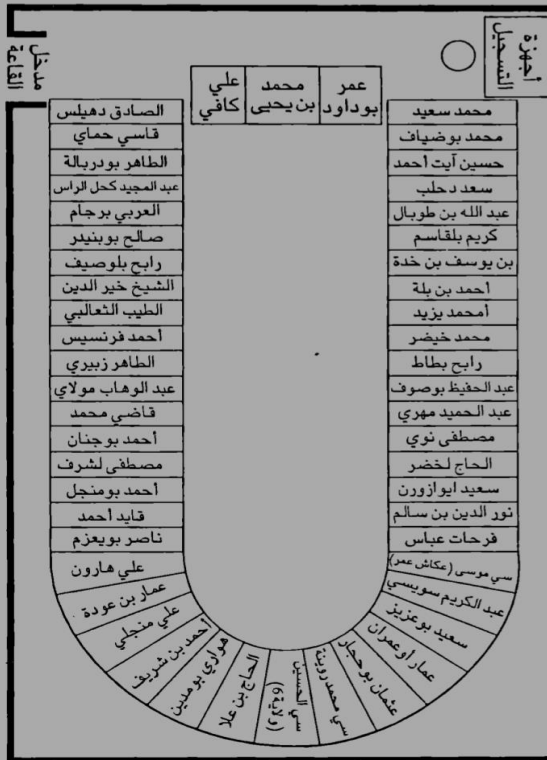 أجهزة
التسجيل
مدخل
القاعة
عمر
بوداود
محمد
بن يحيى
علي
كافي
محمد سعيد
محمد بوضياف
حسين آيت أحمد
سعد دحلب
عبد الله بن طوبال
كريم بلقاسم
بن يوسف بن خدة
أحمد بن بلة
أمحمد يزيد
محمد خيضر
رابح بطاط
عبد الحفيظ بوصوف
عبد الحميد مهري
مصطفى نوي
الحاج لخضر
سعيد ايوازورن
نور الدين بن سالم
فرحات عباس
سي موسى (عكاش عمر)
عبد الكريم سويسي
سعيد بوعزيز
عمار أوعمران
عثمان بوحجار
سي محمد روينة
سي الحسين
(ولاية 6)
الحاج بن علا
هواري بومدين
أحمد بن شريف
علي منجلي
عمار بن عودة
علي هارون
ناصر بويعزم
قايد أحمد
أحمد بومنجل
مصطفى لشرف
أحمد بوجنان
قاضي محمد
عبد الوهاب مولاي
الطاهر زبيري
أحمد فرنسيس
الطيب الثعالبي
الشيخ خير الدين
رابح بلوصيف
صالح بوبنيدر
العربي برجام
عبد المجيد كحل الراس
الطاهر بودربالة
قاسي حماي
الصادق دهيلس